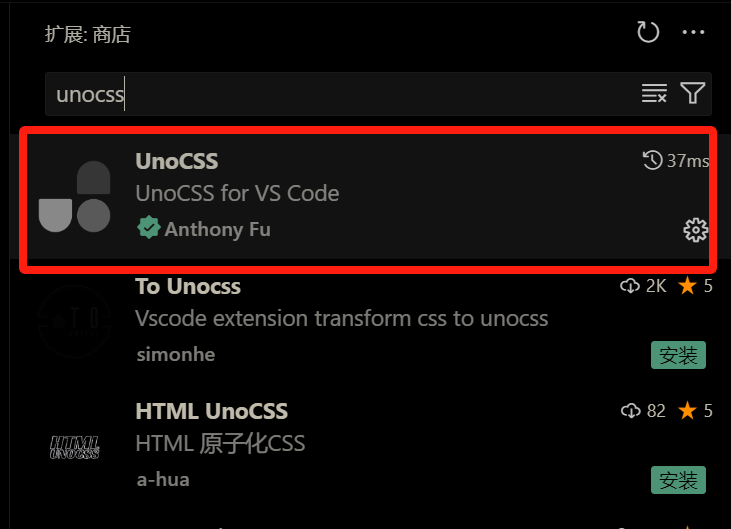 扩展: 商店
unocss
UnoCSS
37ms
UnoCSS for VS Code
Anthony Fu
To Unocss
2K
5
Vscode extension transform css to unocss
simonhe
安装
HTML UnoCSS
82
5
HTML UNOCSS
HTML 原子化CSS
a-hua
安装